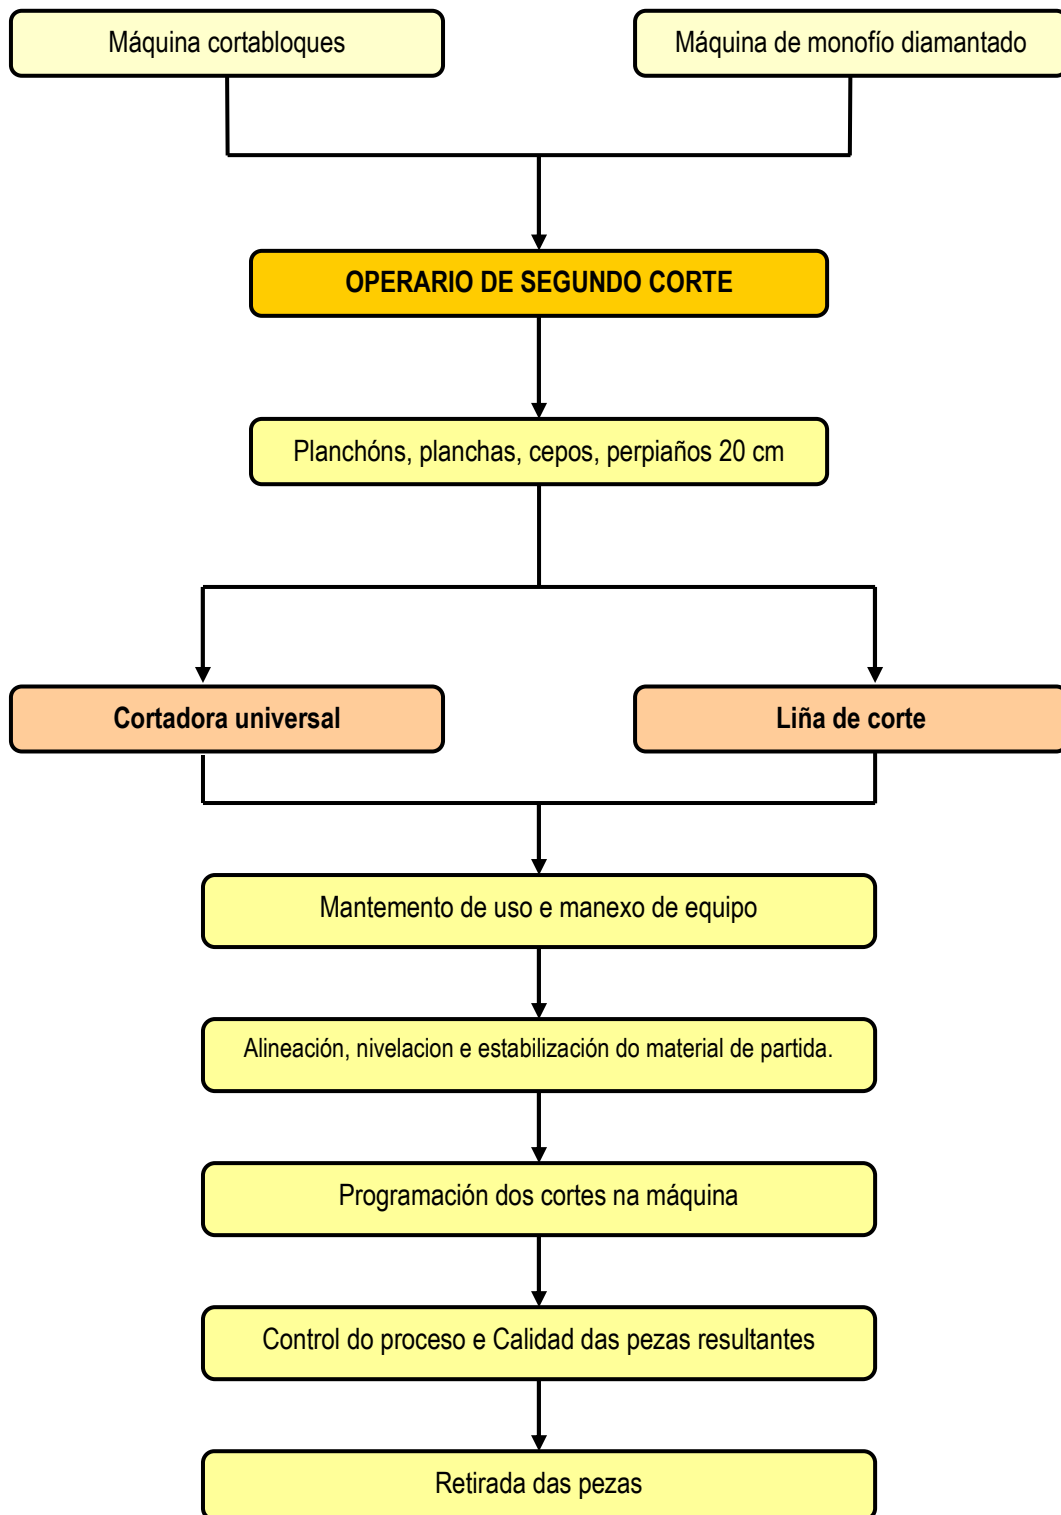 Máquina cortabloques
Máquina de monofío diamantado
OPERARIO DE SEGUNDO CORTE
Planchóns, planchas, cepos, perpiaños 20 cm
Cortadora universal
Liña de corte
Mantemento de uso e manexo de equipo
Alineación, nivelacion e estabilización do material de partida.
Programación dos cortes na máquina
Control do proceso e Calidad das pezas resultantes
Retirada das pezas